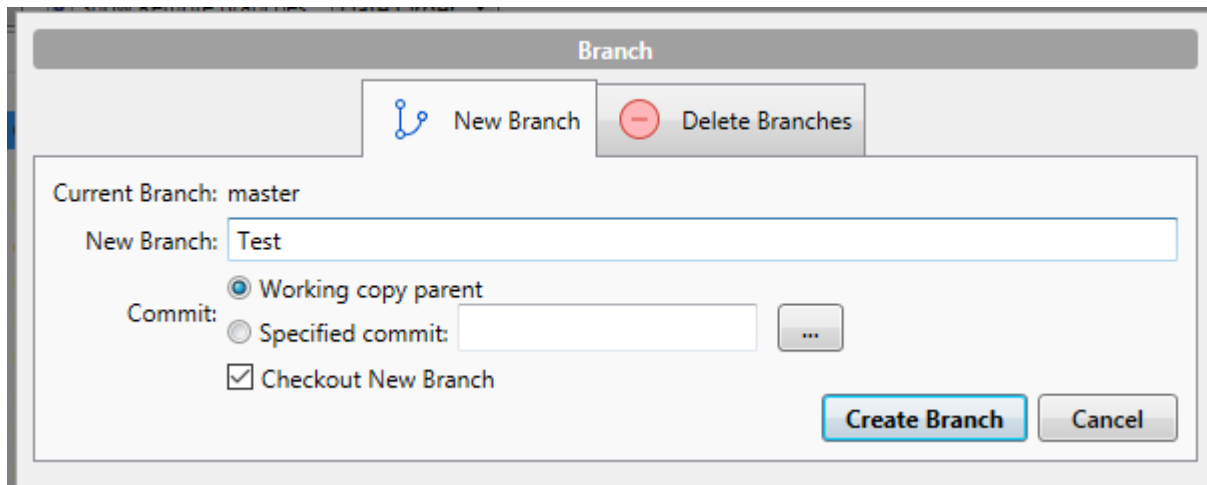 Branch
New Branch Delete Branches
Current Branch: master
New Branch: Test
Commit:
Working copy parent
Specified commit: ...
Checkout New Branch
Create Branch Cancel